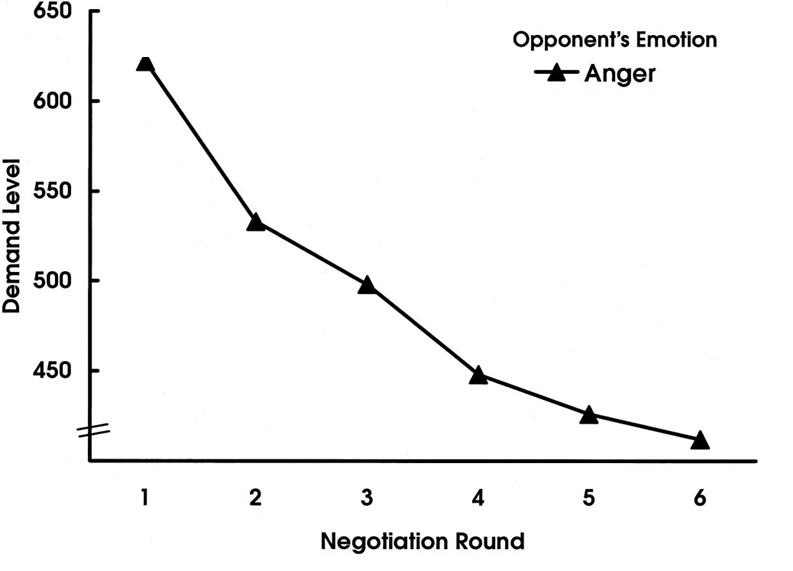 650
Opponent's Emotion
Anger
600
550
Demand Level
500
450
1 2 3 4 5 6
Negotiation Round